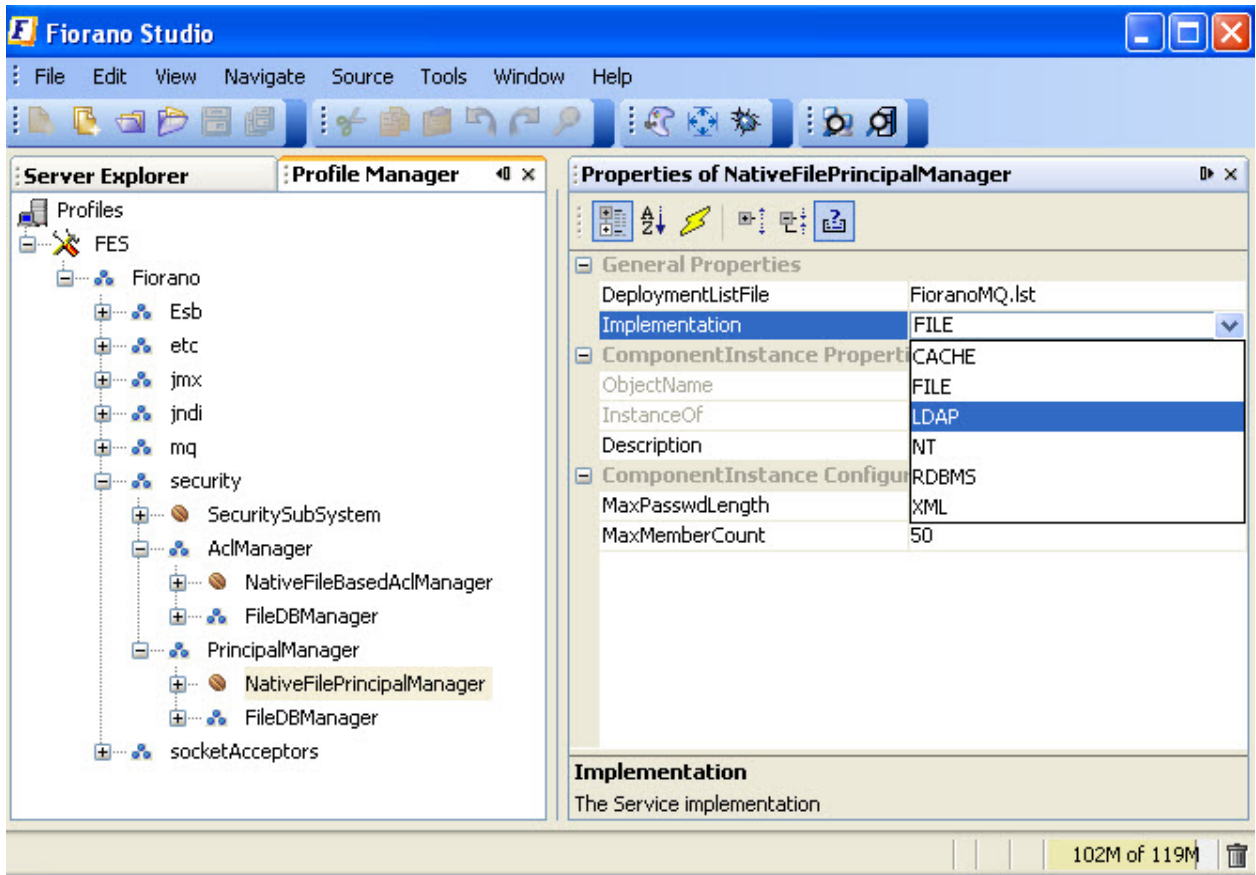 Fiorano Studio
File Edit View Navigate Source Tools Window Help
Server Explorer
Profile Manager
Profiles
FES
Fiorano
Esb
etc
jmx
jndi
mq
security
SecuritySubSystem
AclManager
NativeFileBasedAclManager
FileDBManager
PrincipalManager
NativeFilePrincipalManager
FileDBManager
socketAcceptors
Properties of NativeFilePrincipalManager
General Properties
DeploymentListFile FioranoMQ.lst
Implementation FILE
CACHE
FILE
LDAP
NT
RDBMS
XML
ComponentInstance Properti
ObjectName
InstanceOf
Description
ComponentInstance Configur
MaxPasswdLength
MaxMemberCount 50
Implementation
The Service implementation
102M of 119M